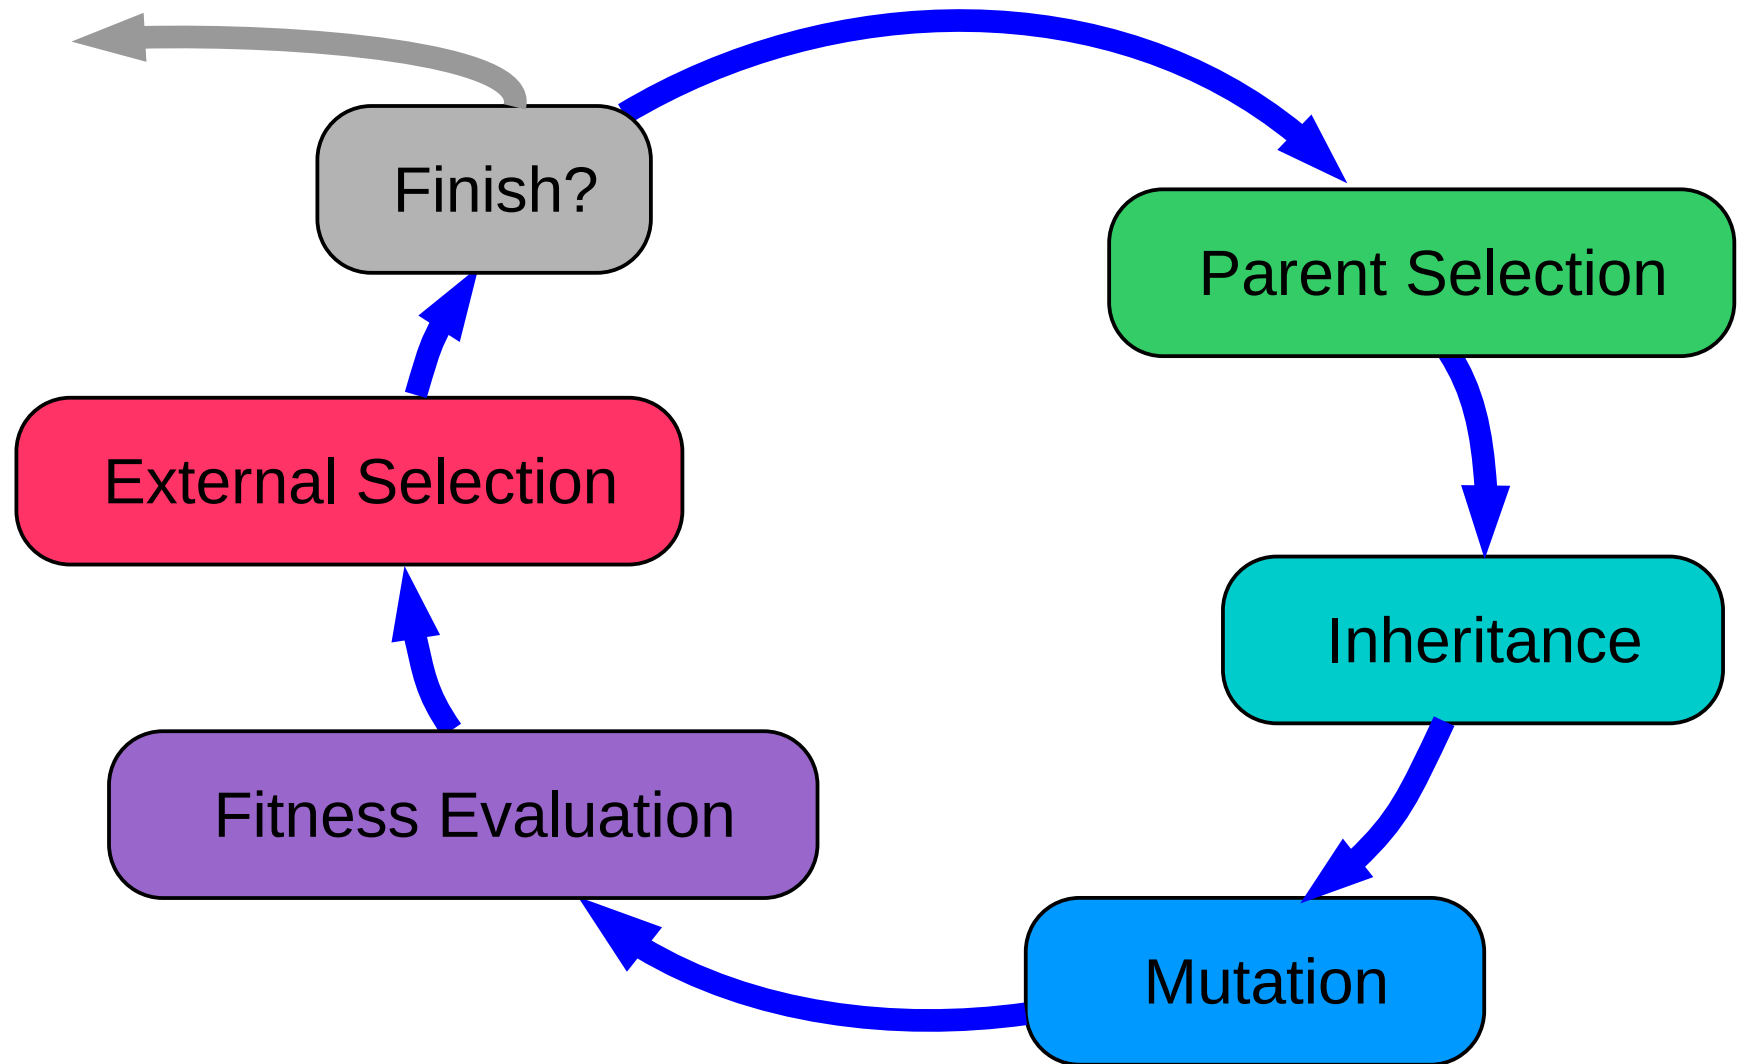 Finish?
Parent Selection
External Selection
Inheritance
Fitness Evaluation
Mutation